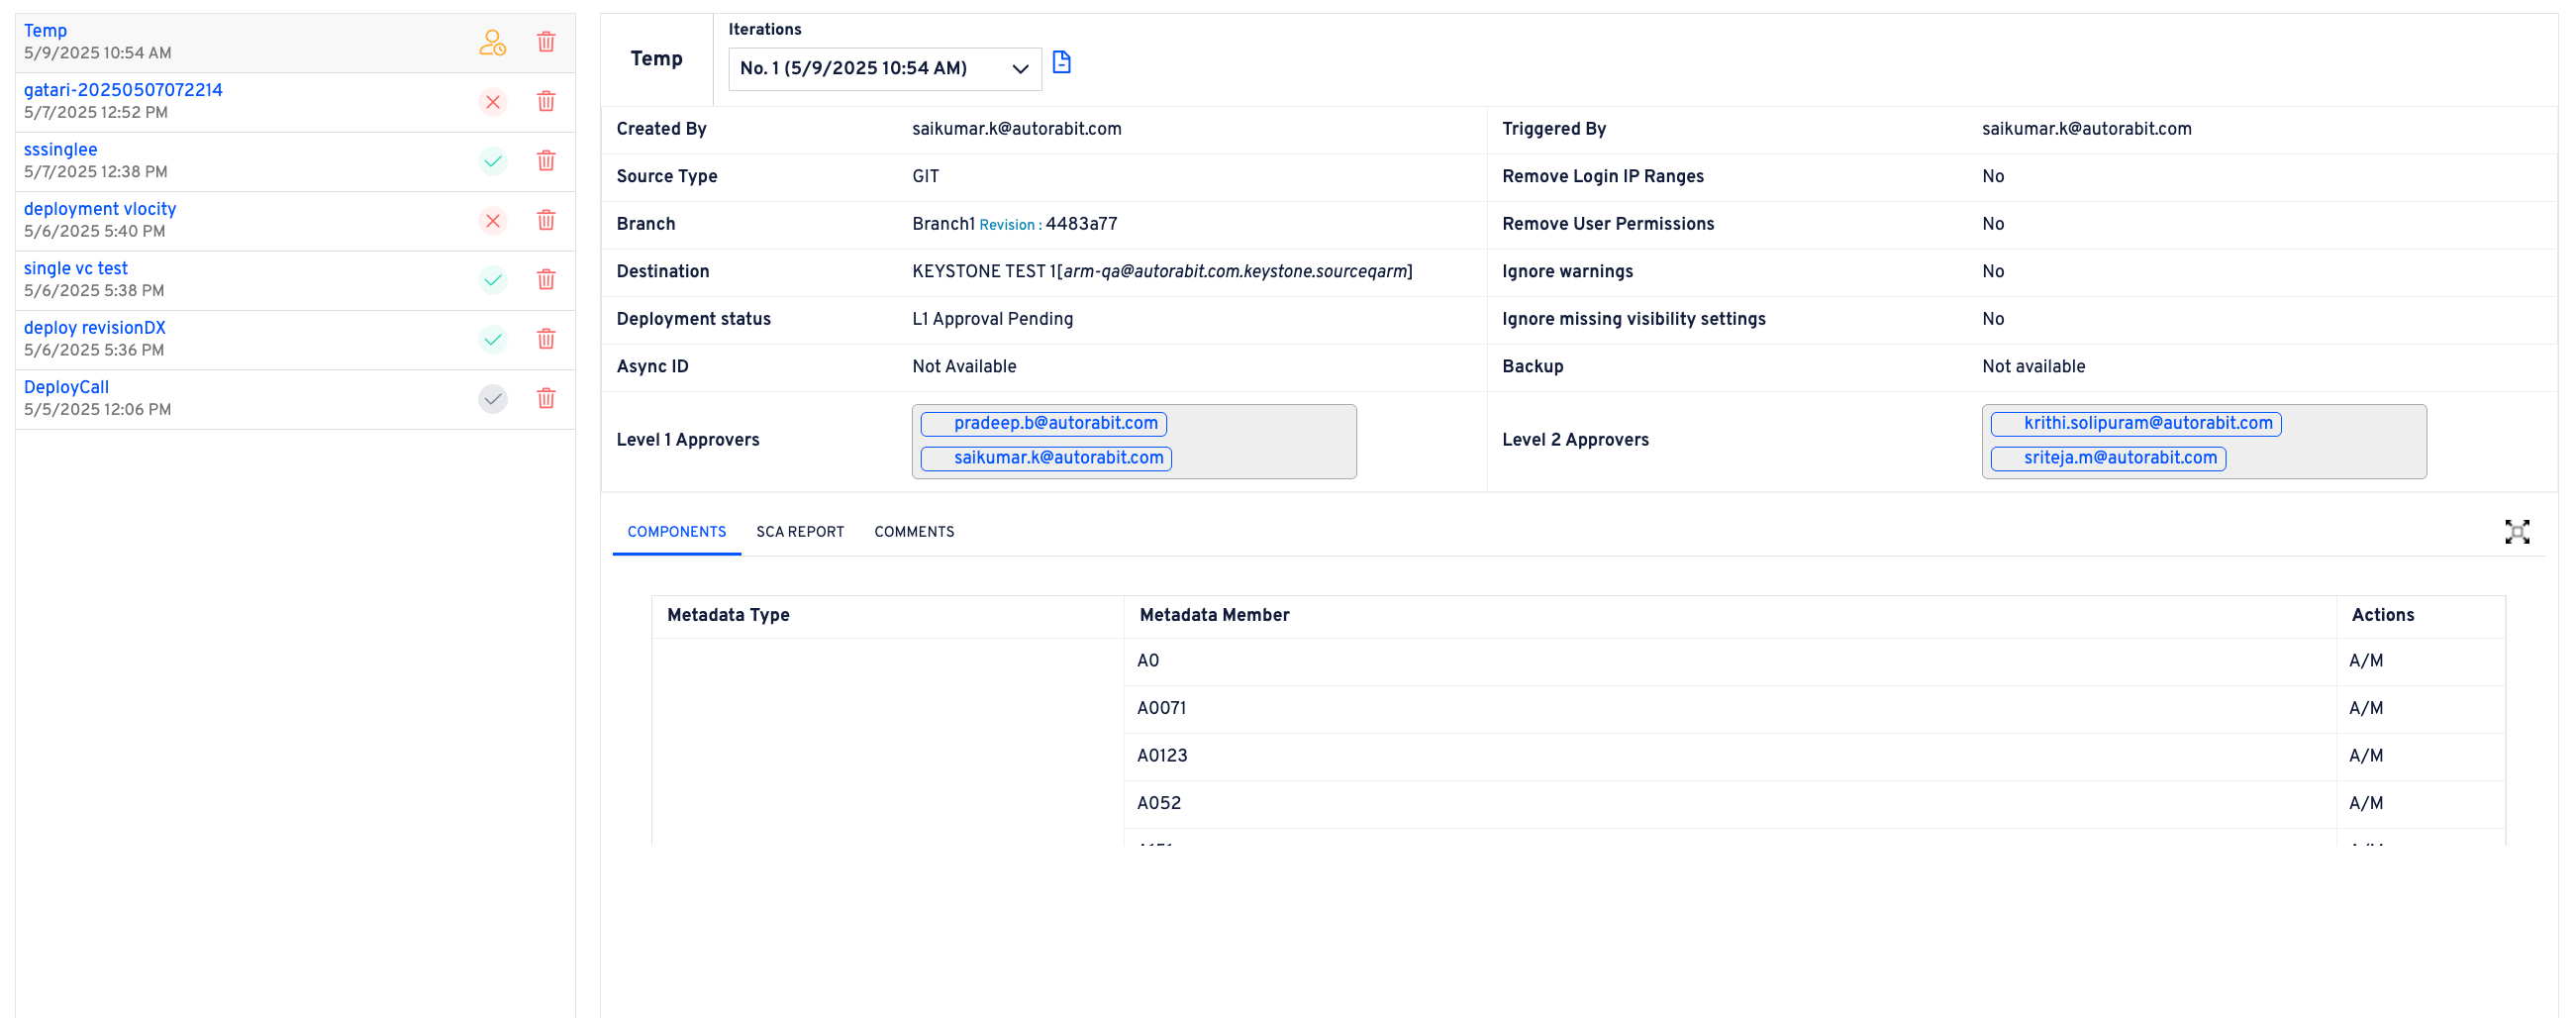 Temp
5/9/2025 10:54 AM
gatari-20250507072214
5/7/2025 12:52 PM
sssinglee
5/7/2025 12:38 PM
deployment vlocity
5/6/2025 5:40 PM
single vc test
5/6/2025 5:38 PM
deploy revisionDX
5/6/2025 5:36 PM
DeployCall
5/5/2025 12:06 PM
Temp
Iterations
No. 1 (5/9/2025 10:54 AM)
Created By saikumar.k@autorabit.com Triggered By saikumar.k@autorabit.com
Source Type GIT Remove Login IP Ranges No
Branch Branch1 Revision : 4483a77 Remove User Permissions No
Destination KEYSTONE TEST 1[arm-qa@autorabit.com.keystone.sourceqarm] Ignore warnings No
Deployment status L1 Approval Pending Ignore missing visibility settings No
Async ID Not Available Backup Not available
Level 1 Approvers
pradeep.b@autorabit.com
saikumar.k@autorabit.com
Level 2 Approvers
krithi.solipuram@autorabit.com
sriteja.m@autorabit.com
COMPONENTS SCA REPORT COMMENTS
Metadata Type Metadata Member Actions
A0 A/M
A0071 A/M
A0123 A/M
A052 A/M